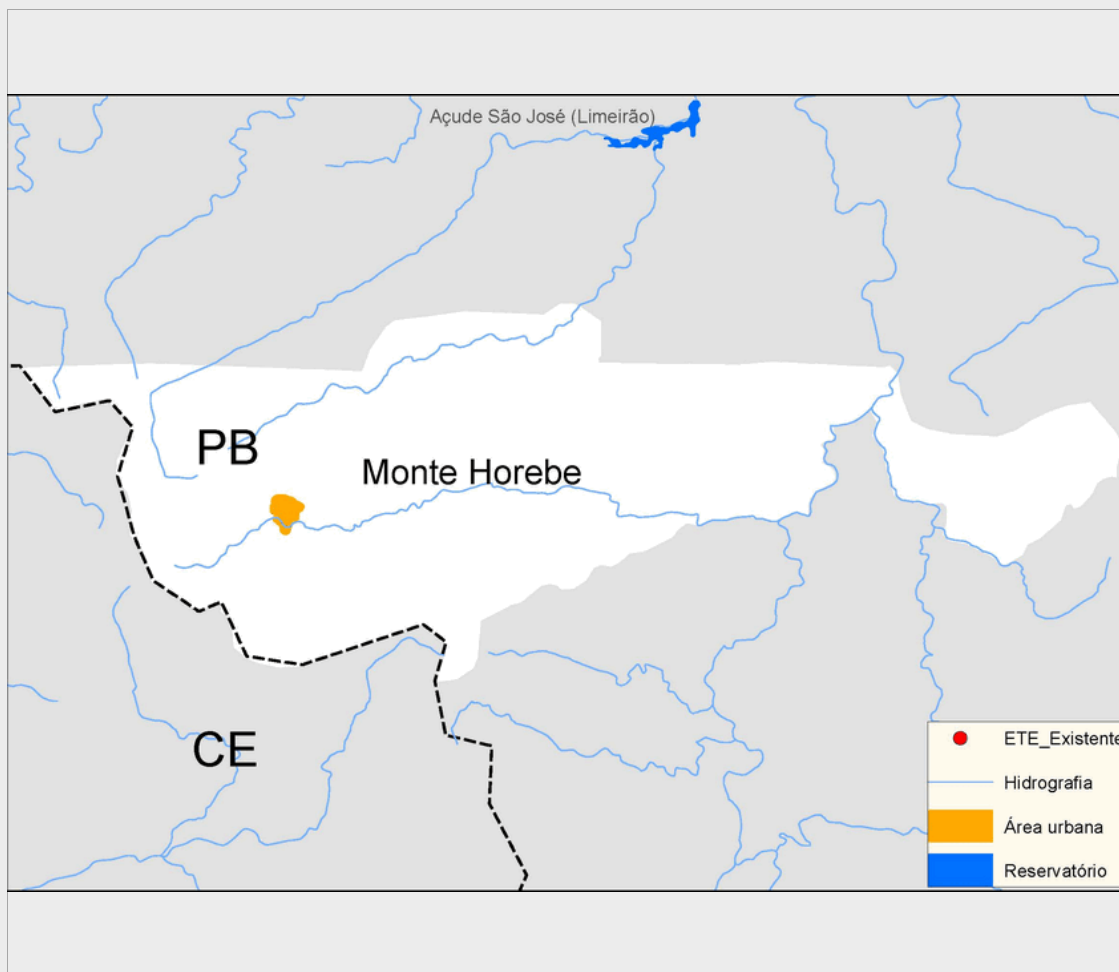 Açude São José (Limeirão)
PB
Monte Horebe
CE
ETE_Existente
Hidrografia
Área urbana
Reservatório